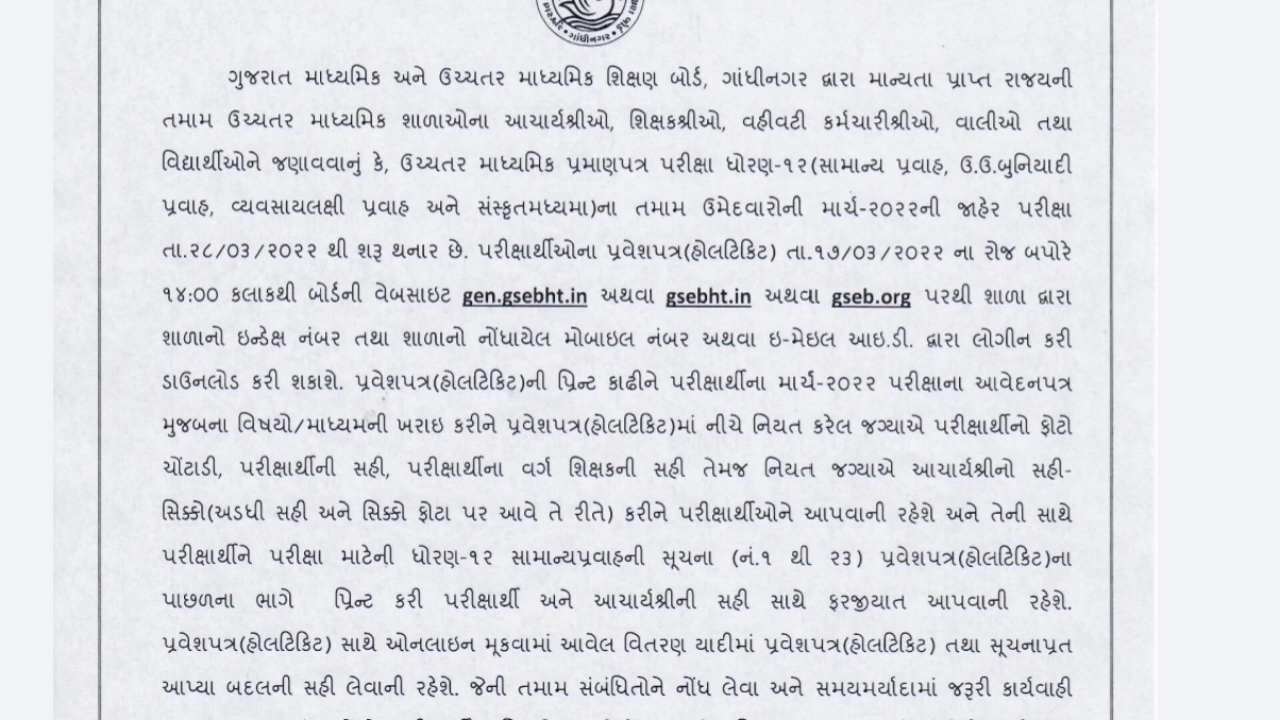 ગાંધીનગર
ગુજરાત માધ્યમિક અને ઉચ્ચતર માધ્યમિક શિક્ષણ બોર્ડ, ગાંધીનગર દ્વારા માન્યતા પ્રાપ્ત રાજયની
તમામ ઉચ્ચતર માધ્યમિક શાળાઓના આચાર્યશ્રીઓ, શિક્ષકશ્રીઓ, વહીવટી કર્મચારીશ્રીઓ, વાલીઓ તથા
વિદ્યાર્થીઓને જણાવવાનું કે, ઉચ્ચતર માધ્યમિક પ્રમાણપત્ર પરીક્ષા ધોરણ-૧૨(સામાન્ય પ્રવાહ, ઉ.ઉ.બુનિયાદી
પ્રવાહ, વ્યવસાયલક્ષી પ્રવાહ અને સંસ્કૃતમધ્યમા)ના તમામ ઉમેદવારોની માર્ચ-૨૦૨૨ની જાહેર પરીક્ષા
તા.૨૮/૦૩/૨૦૨૨ થી શરૂ થનાર છે. પરીક્ષાર્થીઓના પ્રવેશપત્ર(હોલટિકિટ) તા.૧૭/૦૩/૨૦૨૨ ના રોજ બપોરે
૧૪:૦૦ કલાકથી બોર્ડની વેબસાઇટ gen.gsebht.in અથવા gsebht.in અથવા gseb.org પરથી શાળા દ્વારા
શાળાનો ઇન્ડેક્ષ નંબર તથા શાળાનો નોંધાયેલ મોબાઇલ નંબર અથવા ઇ-મેઇલ આઇ.ડી. દ્વારા લોગીન કરી
ડાઉનલોડ કરી શકાશે. પ્રવેશપત્ર(હોલટિકિટ)ની પ્રિન્ટ કાઢીને પરીક્ષાર્થીના માર્ચ-૨૦૨૨ પરીક્ષાના આવેદનપત્ર
મુજબના વિષયો/માધ્યમની ખરાઇ કરીને પ્રવેશપત્ર(હોલટિકિટ)માં નીચે નિયત કરેલ જગ્યાએ પરીક્ષાર્થીનો ફોટો
ચોંટાડી, પરીક્ષાર્થીની સહી, પરીક્ષાર્થીના વર્ગ શિક્ષકની સહી તેમજ નિયત જગ્યાએ આચાર્યશ્રીનો સહી-
સિક્કો(અડધી સહી અને સિક્કો ફોટા પર આવે તે રીતે) કરીને પરીક્ષાર્થીઓને આપવાની રહેશે અને તેની સાથે
પરીક્ષાર્થીને પરીક્ષા માટેની ધોરણ-૧૨ સામાન્યપ્રવાહની સૂચના (નં.૧ થી ૨૩) પ્રવેશપત્ર(હોલટિકિટ)ના
પાછળના ભાગે પ્રિન્ટ કરી પરીક્ષાર્થી અને આચાર્યશ્રીની સહી સાથે ફરજીયાત આપવાની રહેશે.
પ્રવેશપત્ર(હોલટિકિટ) સાથે ઓનલાઇન મૂકવામાં આવેલ વિતરણ યાદીમાં પ્રવેશપત્ર(હોલટિકિટ) તથા સૂચનાપ્રત
આપ્યા બદલની સહી લેવાની રહેશે. જેની તમામ સંબંધિતોને નોંધ લેવા અને સમયમર્યાદામાં જરૂરી કાર્યવાહી